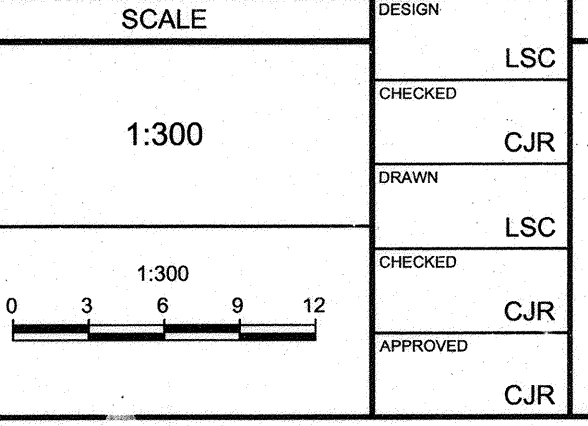 SCALE
1:300
1:300
0 3 6 9 12
DESIGN
LSC
CHECKED
CJR
DRAWN
LSC
CHECKED
CJR
APPROVED
CJR